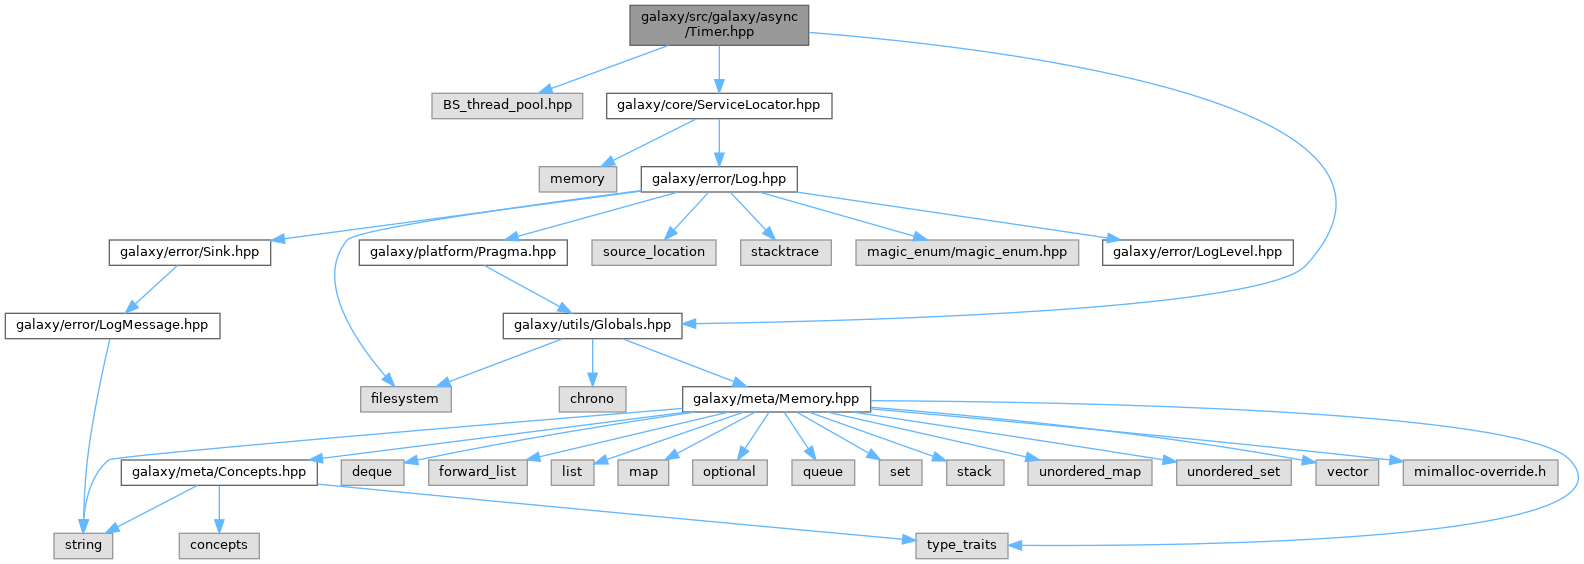 galaxy/src/galaxy/async
/Timer.hpp
BS_thread_pool.hpp
galaxy/core/ServiceLocator.hpp
memory
galaxy/error/Log.hpp
galaxy/error/Sink.hpp
galaxy/platform/Pragma.hpp
source_location
stacktrace
magic_enum/magic_enum.hpp
galaxy/error/LogLevel.hpp
galaxy/error/LogMessage.hpp
galaxy/utils/Globals.hpp
filesystem
chrono
galaxy/meta/Memory.hpp
galaxy/meta/Concepts.hpp
deque
forward_list
list
map
optional
queue
set
stack
unordered_map
unordered_set
vector
mimalloc-override.h
string
concepts
type_traits